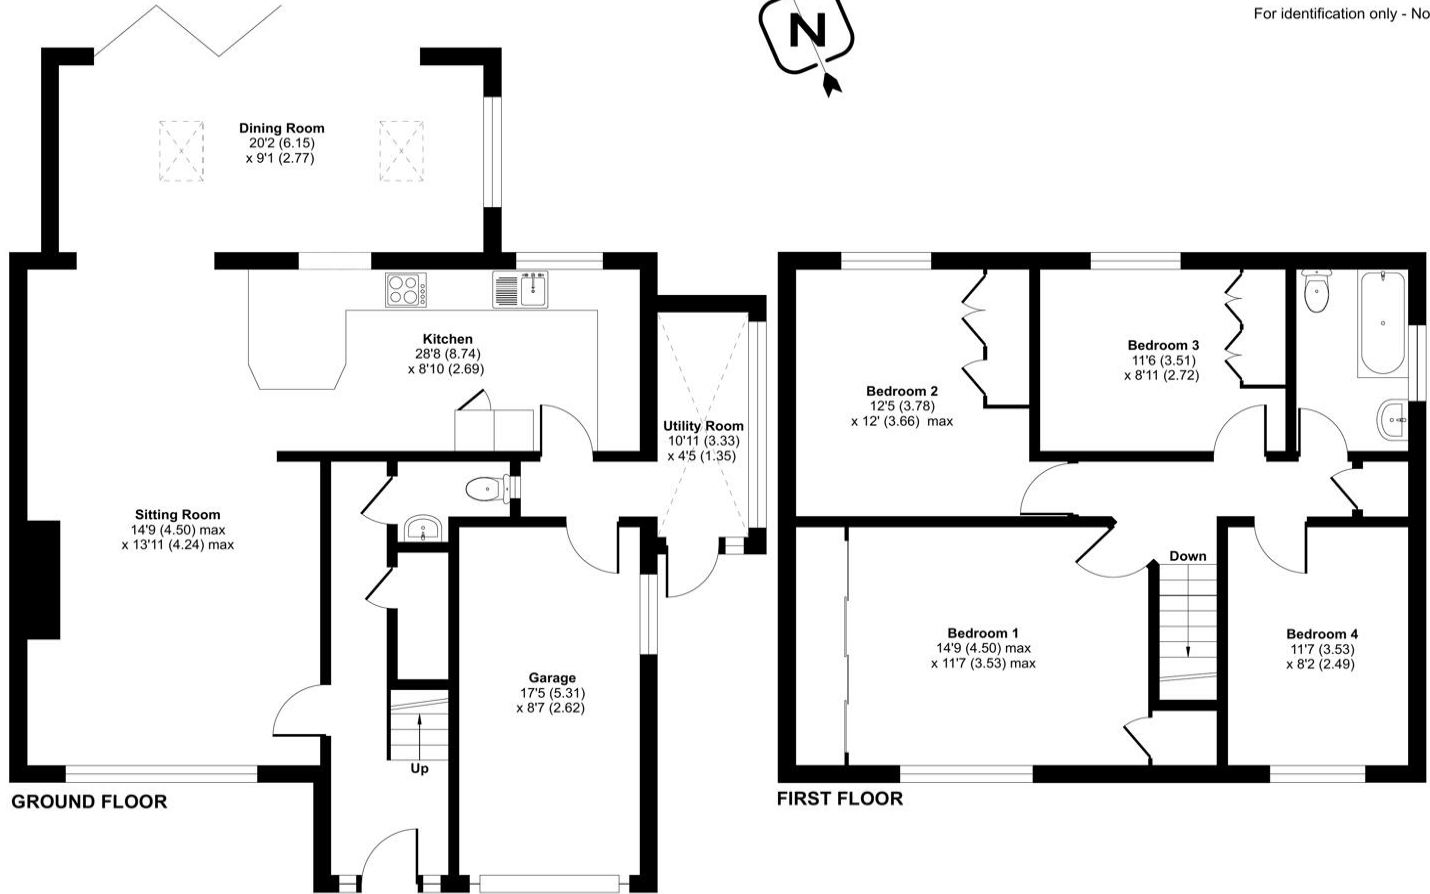 For identification only - No
N
Dining Room
20'2 (6.15)
x 9'1 (2.77)
Kitchen
28'8 (8.74)
x 8'10 (2.69)
Utility Room
10'11 (3.33)
x 4'5 (1.35)
Sitting Room
14'9 (4.50) max
x 13'11 (4.24) max
Garage
17'5 (5.31)
x 8'7 (2.62)
Up
GROUND FLOOR
Bedroom 2
12'5 (3.78)
x 12' (3.66) max
Bedroom 3
11'6 (3.51)
x 8'11 (2.72)
Down
Bedroom 1
14'9 (4.50) max
x 11'7 (3.53) max
Bedroom 4
11'7 (3.53)
x 8'2 (2.49)
FIRST FLOOR